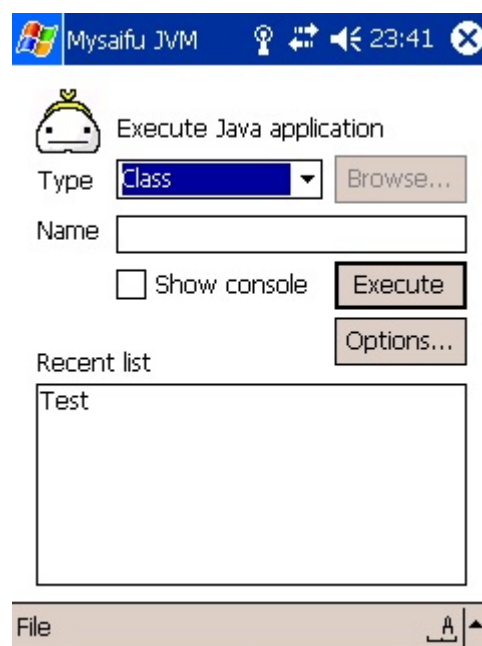 Mysaifu JVM 23:41
Execute Java application
Type Class Browse...
Name
Show console Execute
Options...
Recent list
Test
File A